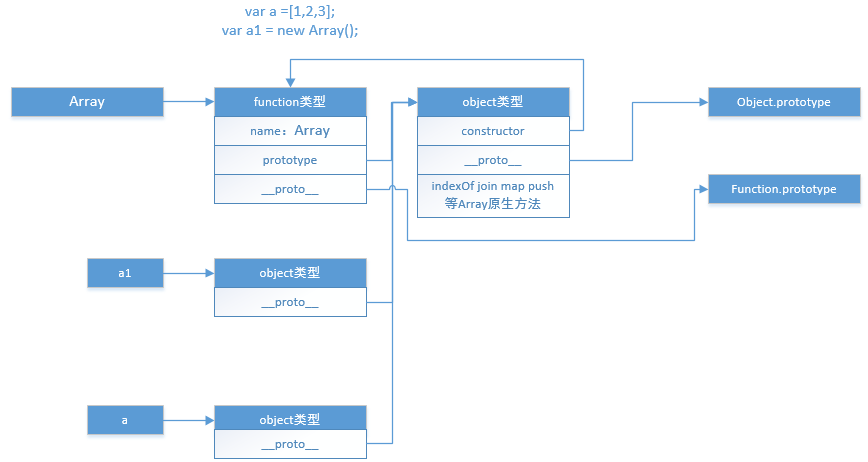 var a =[1,2,3];
var a1 = new Array();
Array
function类型
name：Array
prototype
__proto__
object类型
constructor
__proto__
indexOf join map push
等Array原生方法
Object.prototype
Function.prototype
a1
object类型
__proto__
a
object类型
__proto__